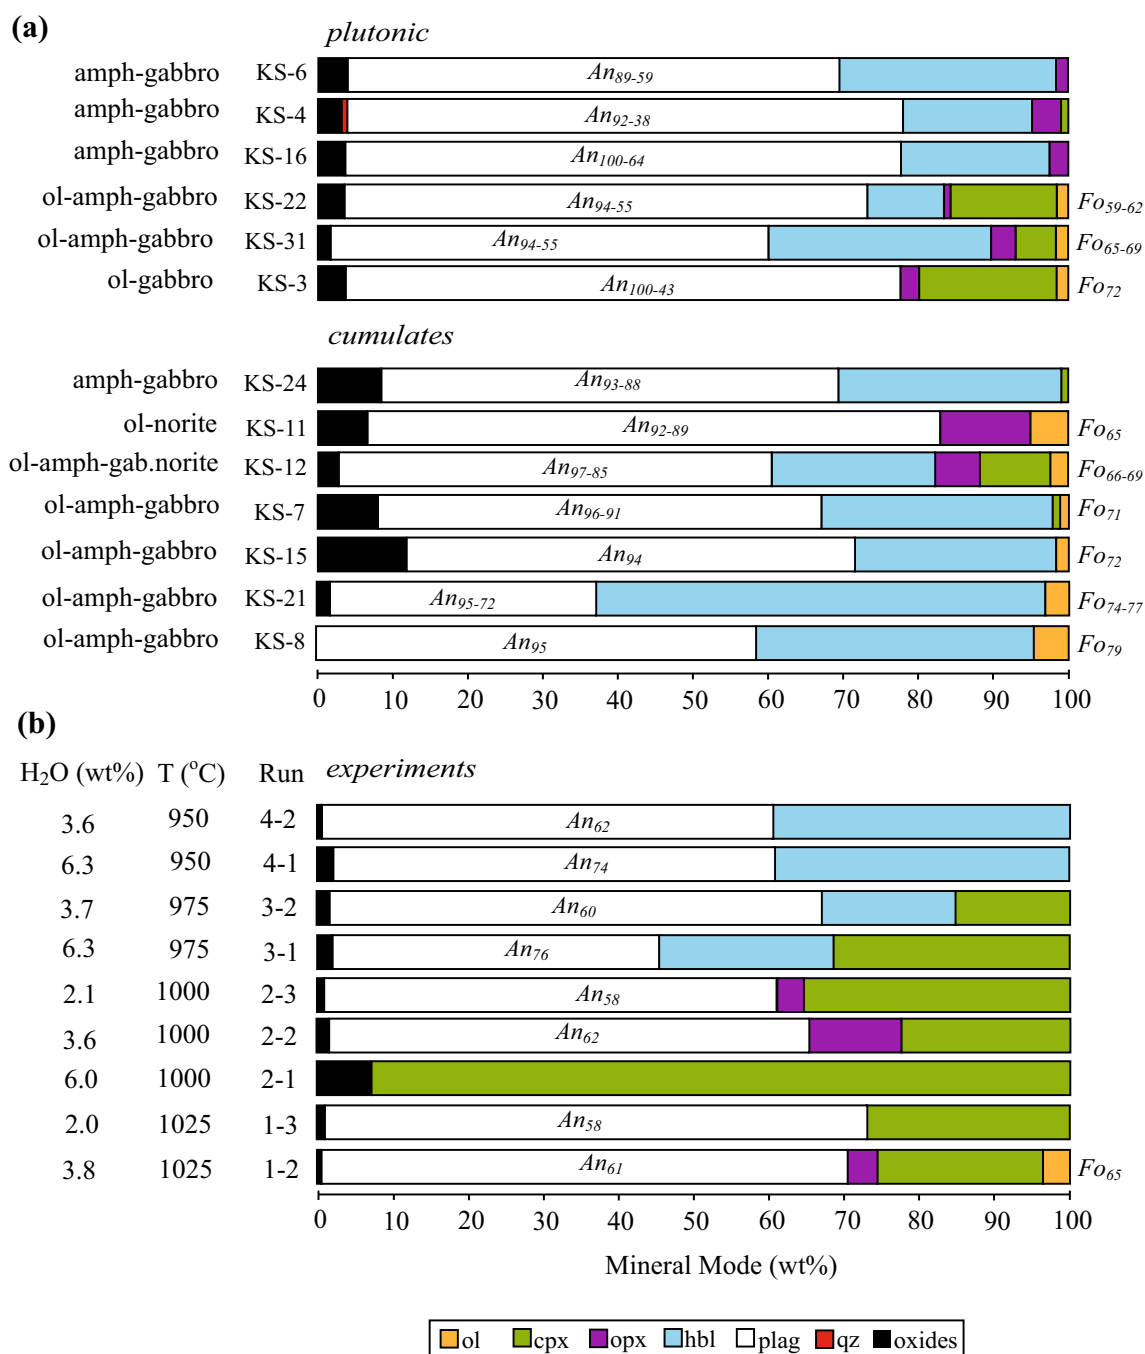 (a) plutonic
amph-gabbro KS-6 An89-59
amph-gabbro KS-4 An92-38
amph-gabbro KS-16 An100-64
ol-amph-gabbro KS-22 An94-55 Fo59-62
ol-amph-gabbro KS-31 An94-55 Fo65-69
ol-gabbro KS-3 An100-43 Fo72
cumulates
amph-gabbro KS-24 An93-88
ol-norite KS-11 An92-89 Fo65
ol-amph-gab.norite KS-12 An97-85 Fo66-69
ol-amph-gabbro KS-7 An96-91 Fo71
ol-amph-gabbro KS-15 An94 Fo72
ol-amph-gabbro KS-21 An95-72 Fo74-77
ol-amph-gabbro KS-8 An95 Fo79
0 10 20 30 40 50 60 70 80 90 100
(b)
H2O (wt%) T (oC) Run experiments
3.6 950 4-2 An62
6.3 950 4-1 An74
3.7 975 3-2 An60
6.3 975 3-1 An76
2.1 1000 2-3 An58
3.6 1000 2-2 An62
6.0 1000 2-1
2.0 1025 1-3 An58
3.8 1025 1-2 An61 Fo65
0 10 20 30 40 50 60 70 80 90 100
Mineral Mode (wt%)
ol cpx opx hbl plag qz oxides